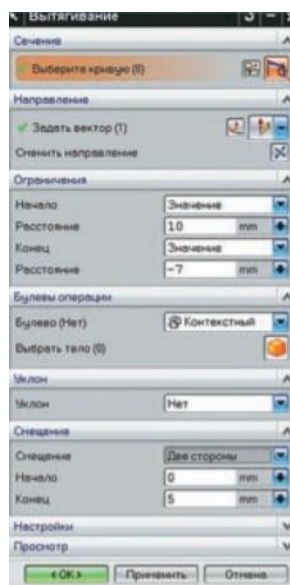 Вытягивание
Сечение
Выберите кривую (8)
Направление
Задать вектор (1)
Сменить направление
Ограничения
Начало Значение
Расстояние 10 mm
Конец Значение
Расстояние -7 mm
Булевы операции
Булево (Нет) Контекстный
Выбрать тело (0)
Уклон
Уклон Нет
Смещение
Смещение Две стороны
Начало 0 mm
Конец 5 mm
Настройки
Просмотр
<OK> Применить Отмена